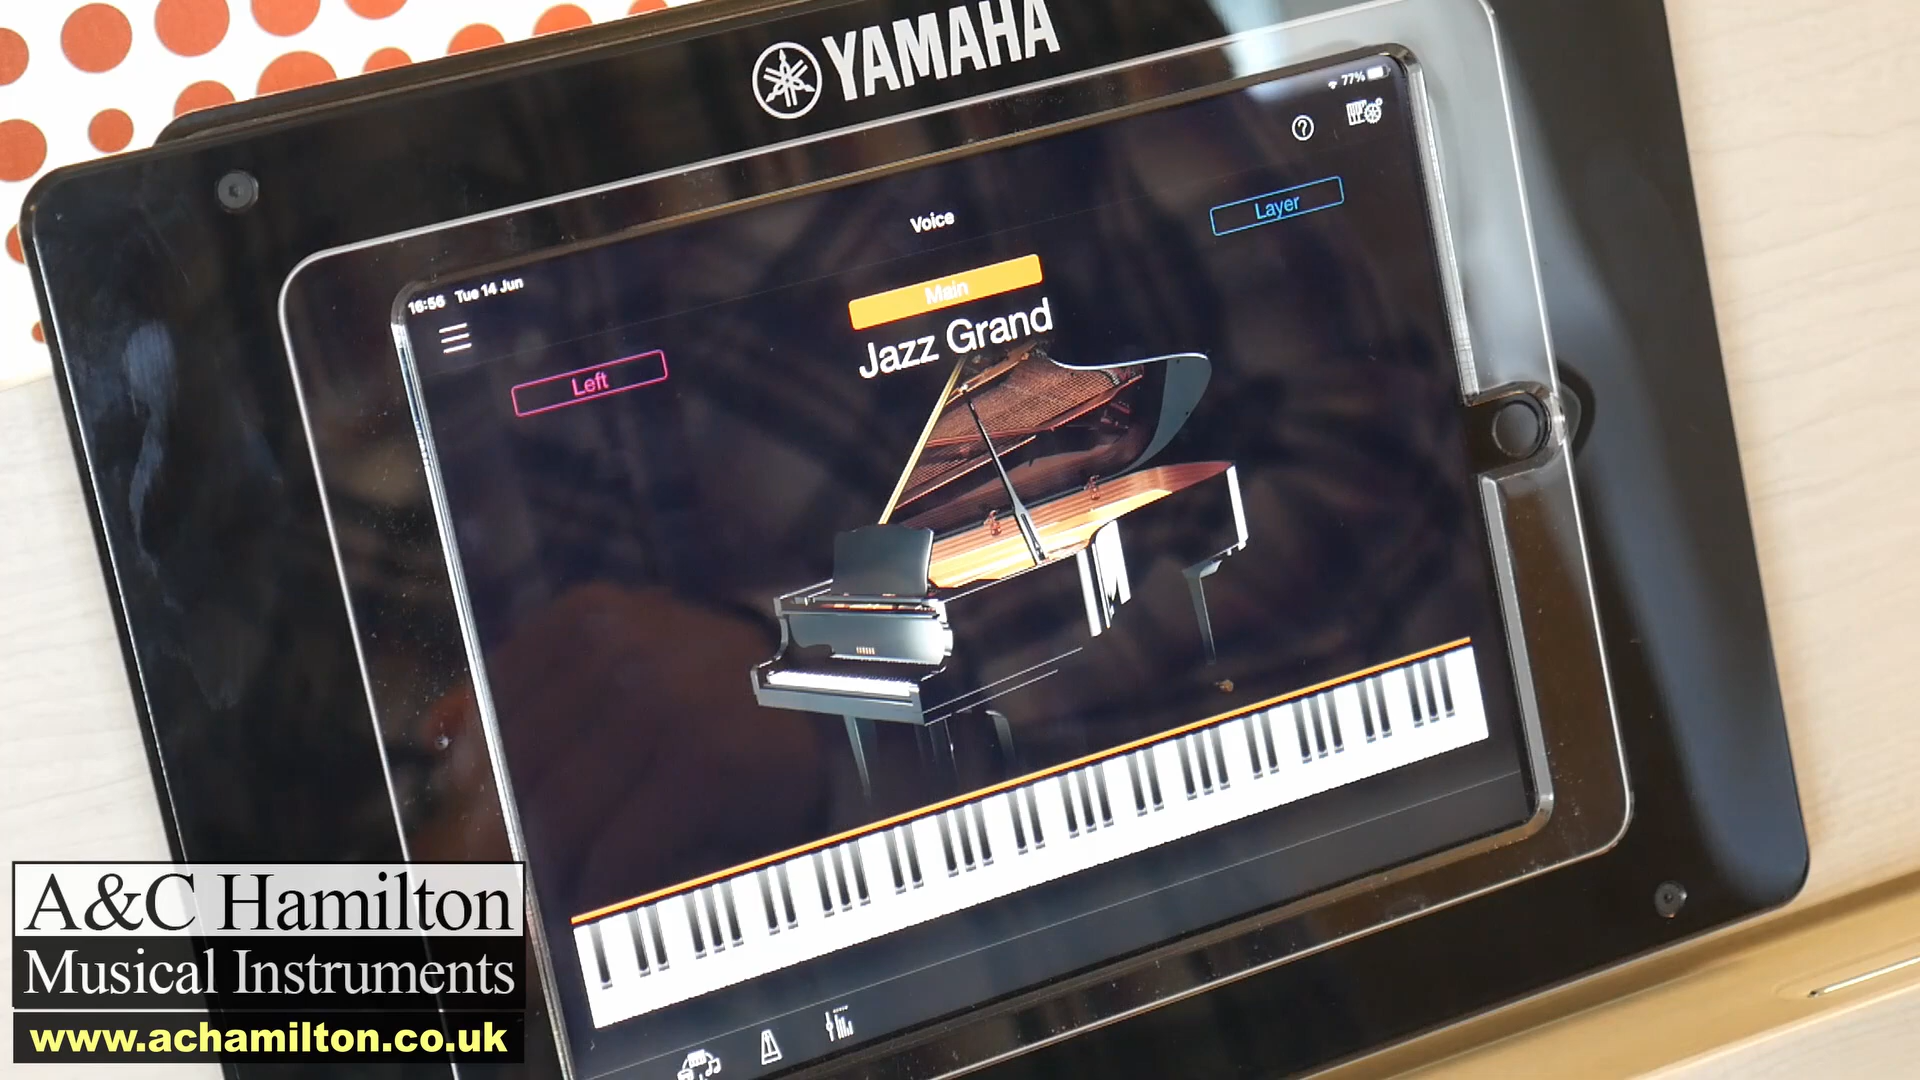 YAMAHA
77%
16:56 Tue 14 Jun
?
Voice
Layer
Main
Jazz Grand
Left
YAMAHA
A&C Hamilton
Musical Instruments
www.achamilton.co.uk